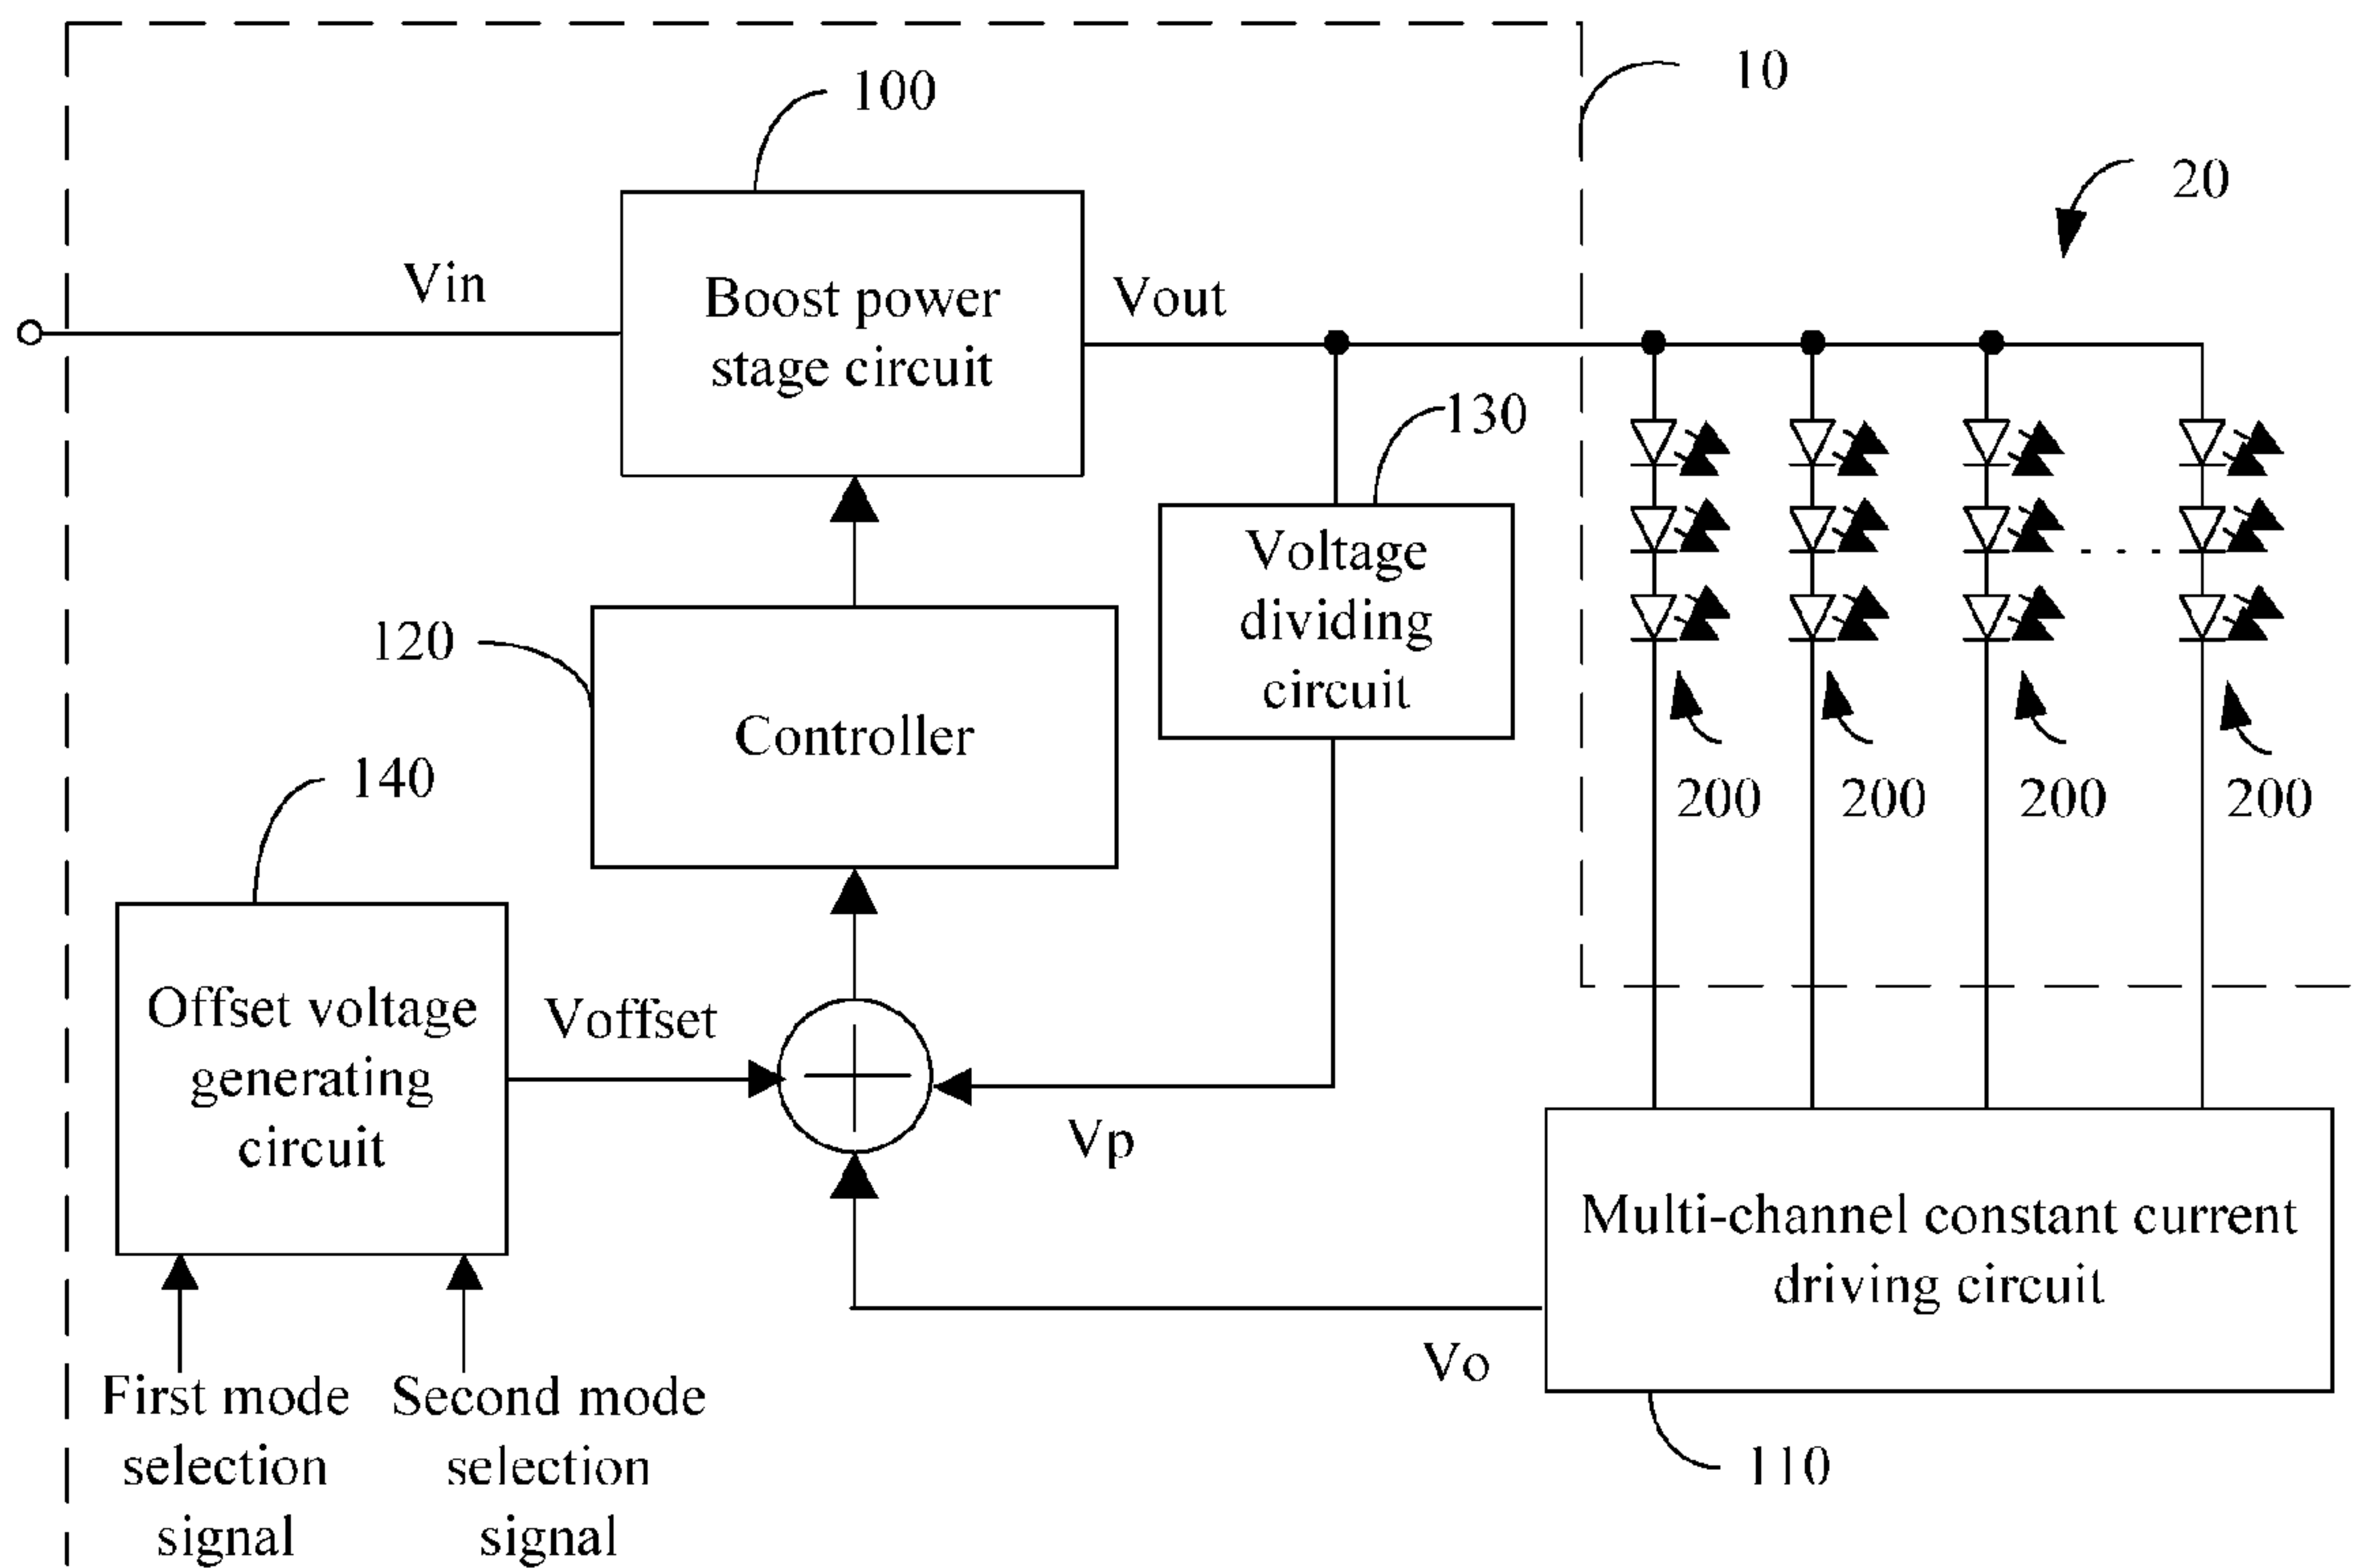 10
100
20
Vin
Boost power
stage circuit
Vout
130
Voltage
dividing
circuit
120
Controller
140
200 200 200 200
Offset voltage
generating
circuit
Voffset
Vp
Multi-channel constant current
driving circuit
Vo
First mode
selection
signal
Second mode
selection
signal
110